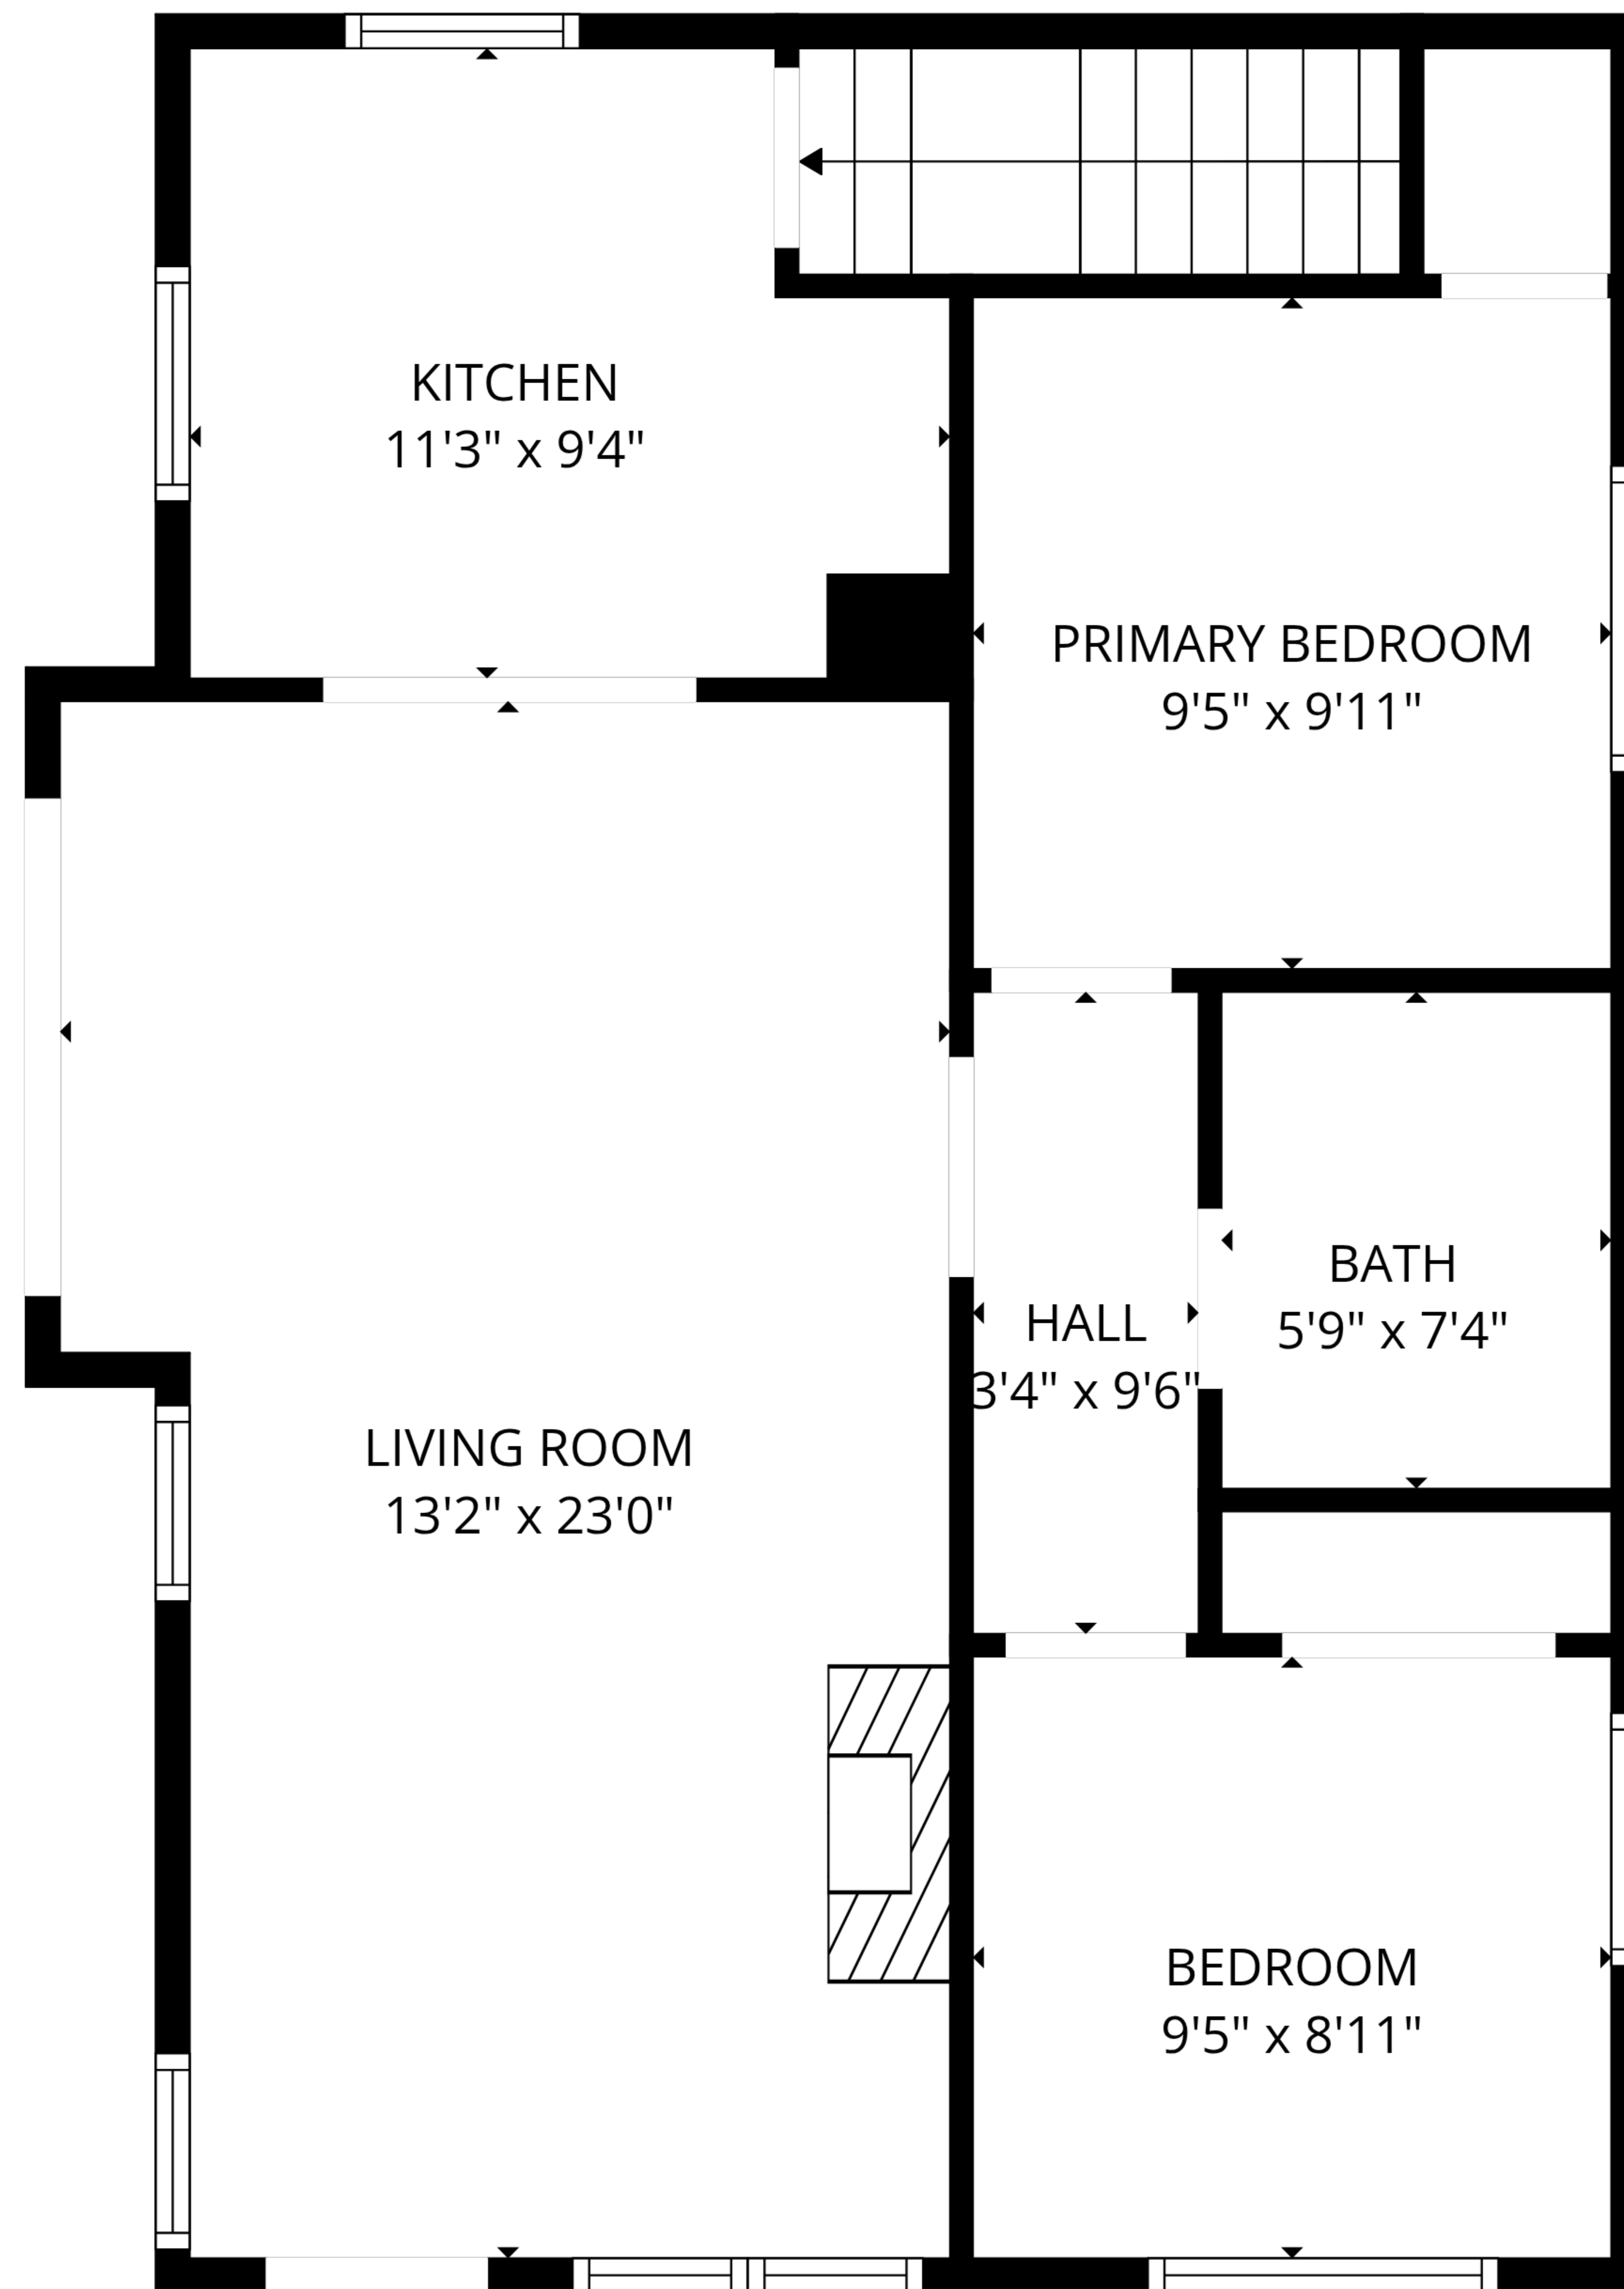 KITCHEN
11'3" x 9'4"
PRIMARY BEDROOM
9'5" x 9'11"
BATH
5'9" x 7'4"
HALL
3'4" x 9'6"
LIVING ROOM
13'2" x 23'0"
BEDROOM
9'5" x 8'11"